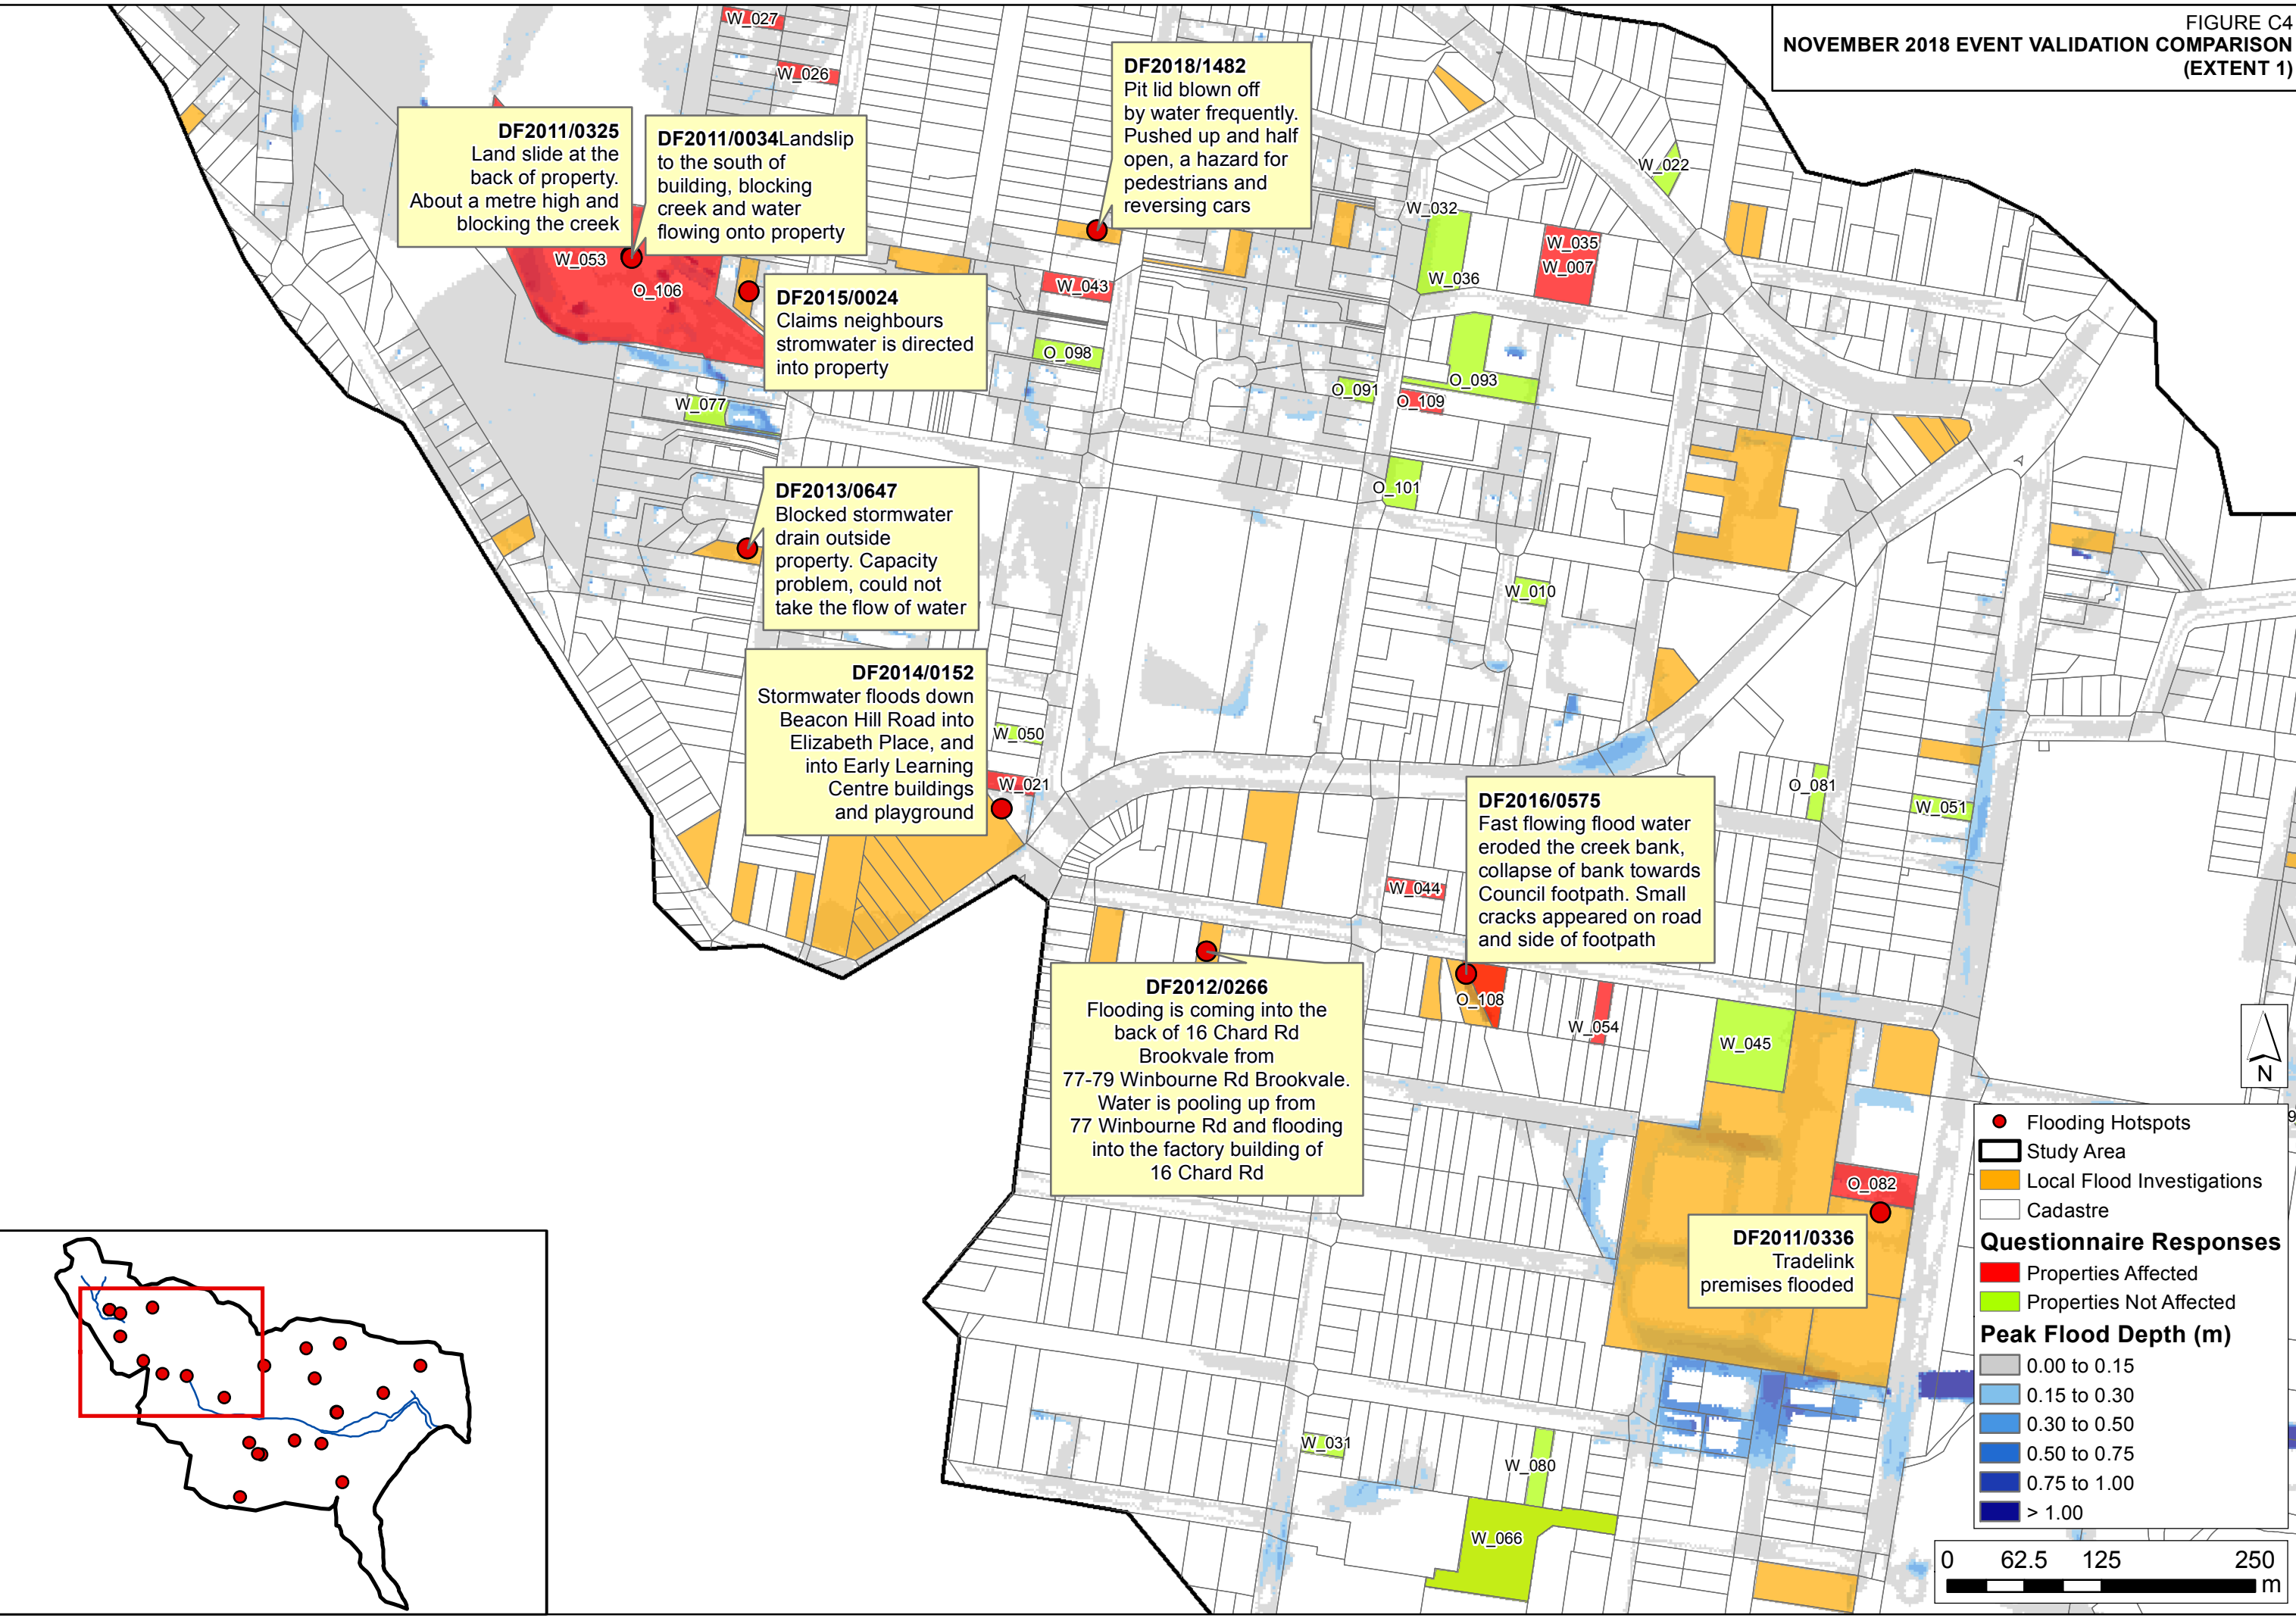 FIGURE C4
NOVEMBER 2018 EVENT VALIDATION COMPARISON
(EXTENT 1)
W_027
W_026
DF2018/1482
Pit lid blown off
by water frequently.
Pushed up and half
open, a hazard for
pedestrians and
reversing cars
DF2011/0325
Land slide at the
back of property.
About a metre high and
blocking the creek
DF2011/0034Landslip
to the south of
building, blocking
creek and water
flowing onto property
W_022
W_032
W_036
W_035
W_007
W_053
O_106
W_043
DF2015/0024
Claims neighbours
stromwater is directed
into property
O_098
O_091
O_093
O_109
W_077
O_101
DF2013/0647
Blocked stormwater
drain outside
property. Capacity
problem, could not
take the flow of water
W_010
DF2014/0152
Stormwater floods down
Beacon Hill Road into
Elizabeth Place, and
into Early Learning
Centre buildings
and playground
W_050
W_021
O_081
W_051
DF2016/0575
Fast flowing flood water
eroded the creek bank,
collapse of bank towards
Council footpath. Small
cracks appeared on road
and side of footpath
W_044
O_108
W_054
W_045
DF2012/0266
Flooding is coming into the
back of 16 Chard Rd
Brookvale from
77-79 Winbourne Rd Brookvale.
Water is pooling up from
77 Winbourne Rd and flooding
into the factory building of
16 Chard Rd
O_082
DF2011/0336
Tradelink
premises flooded
W_031
W_080
W_066
N
Flooding Hotspots
Study Area
Local Flood Investigations
Cadastre
Questionnaire Responses
Properties Affected
Properties Not Affected
Peak Flood Depth (m)
0.00 to 0.15
0.15 to 0.30
0.30 to 0.50
0.50 to 0.75
0.75 to 1.00
> 1.00
0 62.5 125 250
m